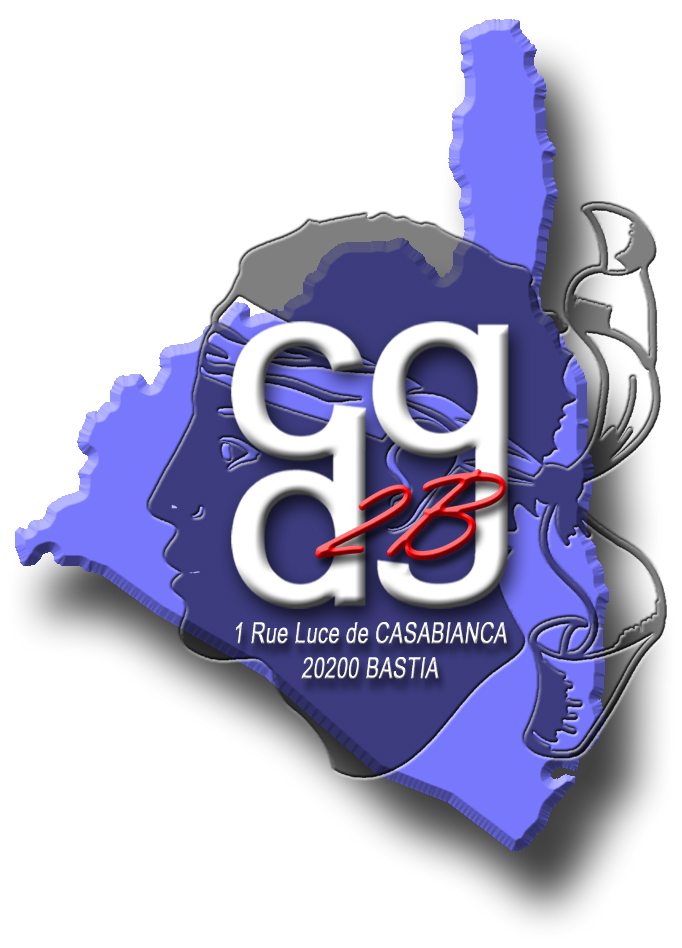 cg
d 2B
1 Rue Luce de CASABIANCA
20200 BASTIA